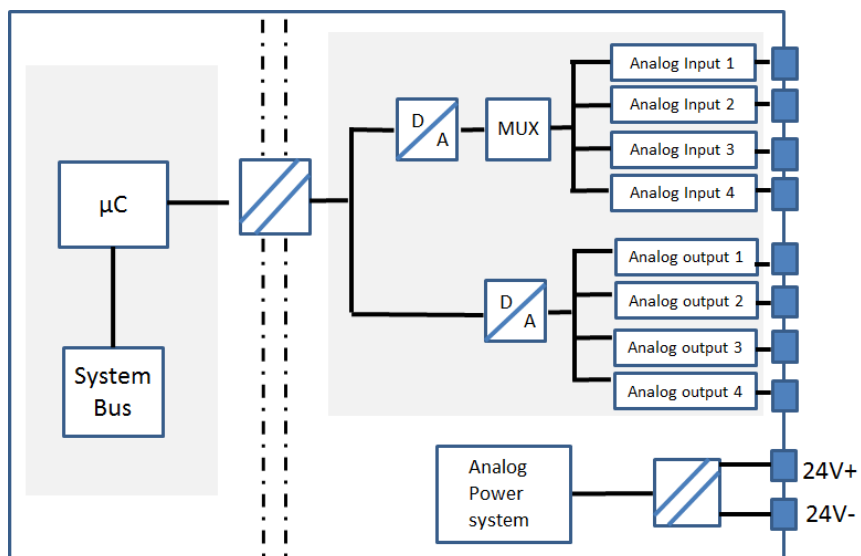 µC
System
Bus
D
A
MUX
Analog Input 1
Analog Input 2
Analog Input 3
Analog Input 4
D
A
Analog output 1
Analog output 2
Analog output 3
Analog output 4
Analog
Power
system
24V+
24V-